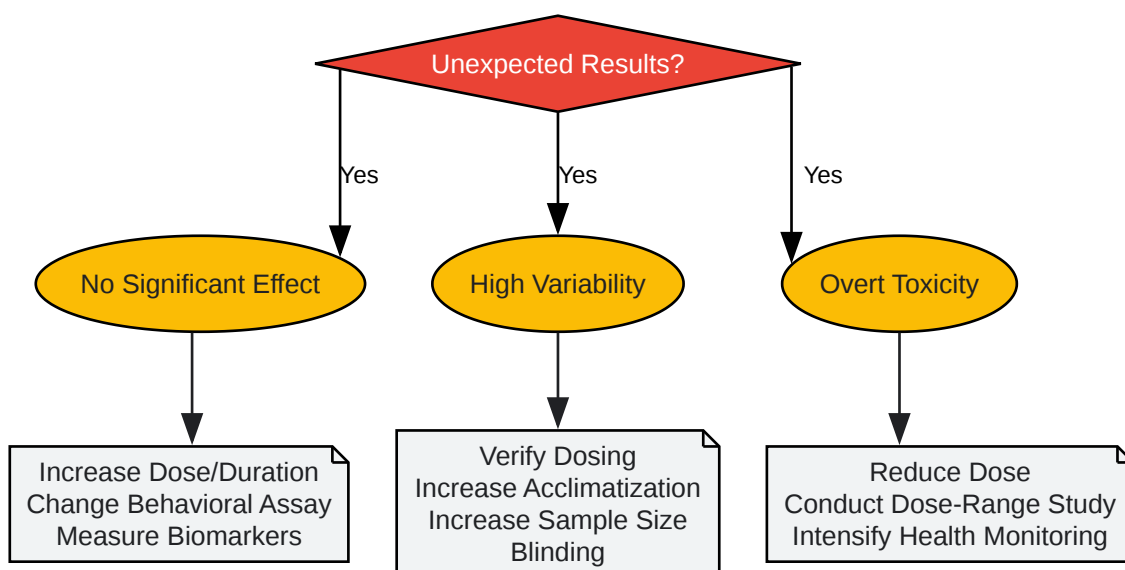 Unexpected Results?
Yes
Yes
Yes
No Significant Effect
High Variability
Overt Toxicity
Increase Dose/Duration
Change Behavioral Assay
Measure Biomarkers
Verify Dosing
Increase Acclimatization
Increase Sample Size
Blinding
Reduce Dose
Conduct Dose-Range Study
Intensify Health Monitoring